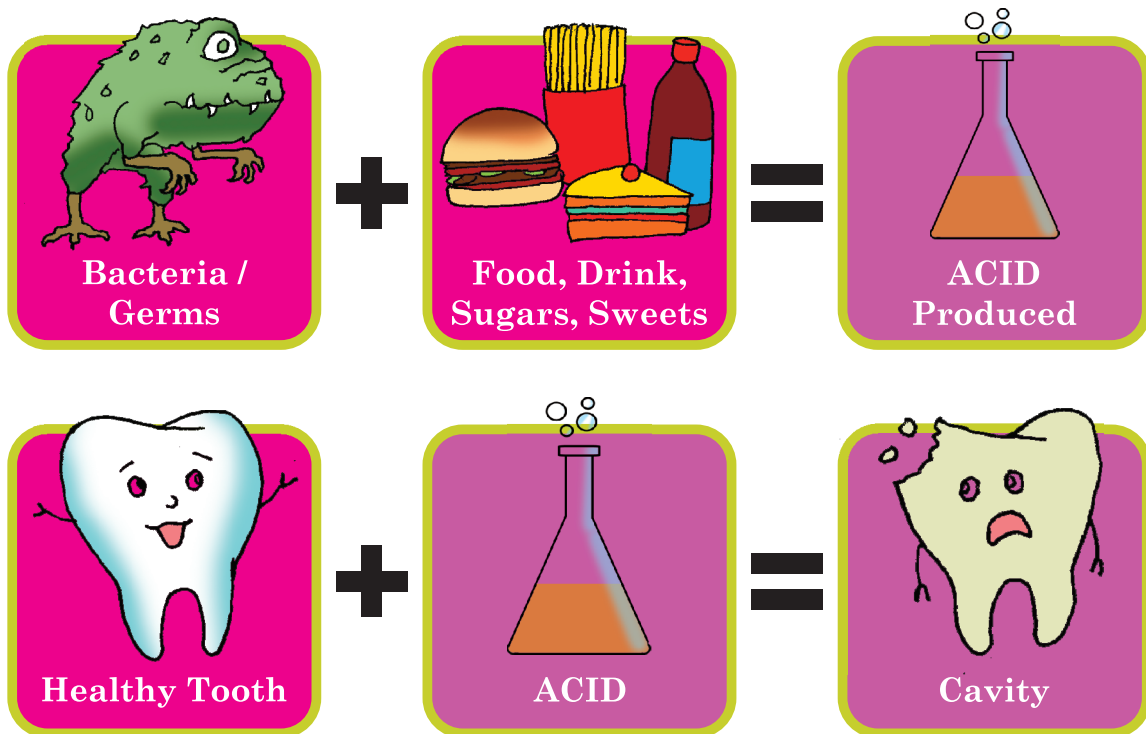 Bacteria /
Germs
+
Food, Drink,
Sugars, Sweets
=
ACID
Produced
Healthy Tooth
+
ACID
=
Cavity